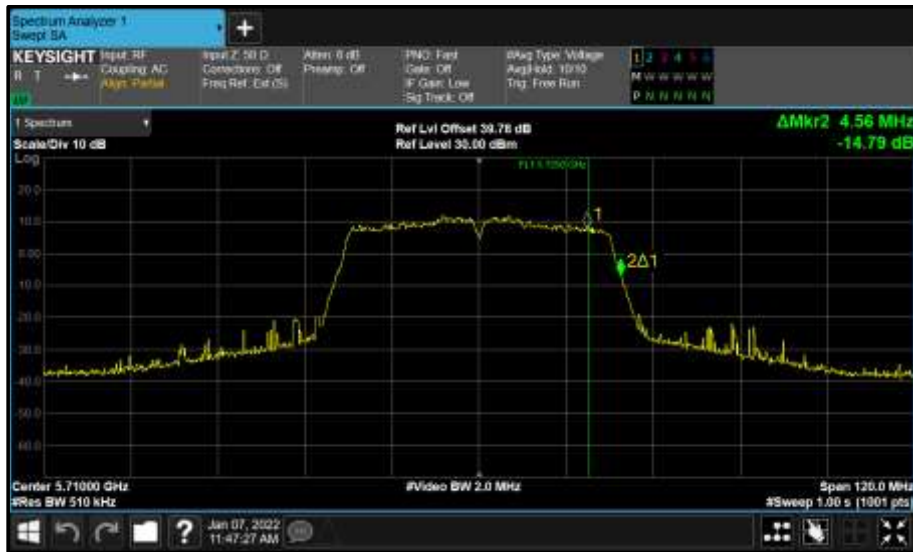 Spectrum Analyzer 1
Swept SA
+
KEYSIGHT
Input: RF
Coupling: AC
Align: Partial
Input Z: 50 Ω
Corrections: Off
Freq Ref: Ext (S)
Atten: 6 dB
Preamp: Off
PNO: Fast
Gate: Off
IF Gain: Low
Sig Track: Off
#Avg Type: Voltage
Avg|Hold: 10/10
Trig: Free Run
1 2 3 4 5 6
M W W W W W
P N N N N N
R T
1 Spectrum
Scale/Div 10 dB
Ref Lvl Offset 39.78 dB
Ref Level 30.00 dBm
ΔMkr2 4.56 MHz
-14.79 dB
Log
20.0
10.0
0.00
-10.0
-20.0
-30.0
-40.0
-50.0
-60.0
1
2Δ1
Center 5.71000 GHz
#Res BW 510 kHz
#Video BW 2.0 MHz
Span 120.0 MHz
#Sweep 1.00 s (1001 pts)
?
Jan 07, 2022
11:47:27 AM